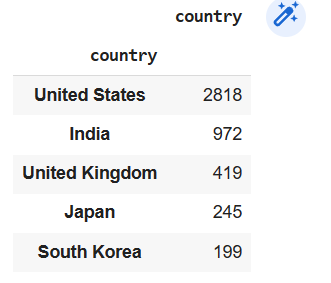 country
country
United States 2818
India 972
United Kingdom 419
Japan 245
South Korea 199